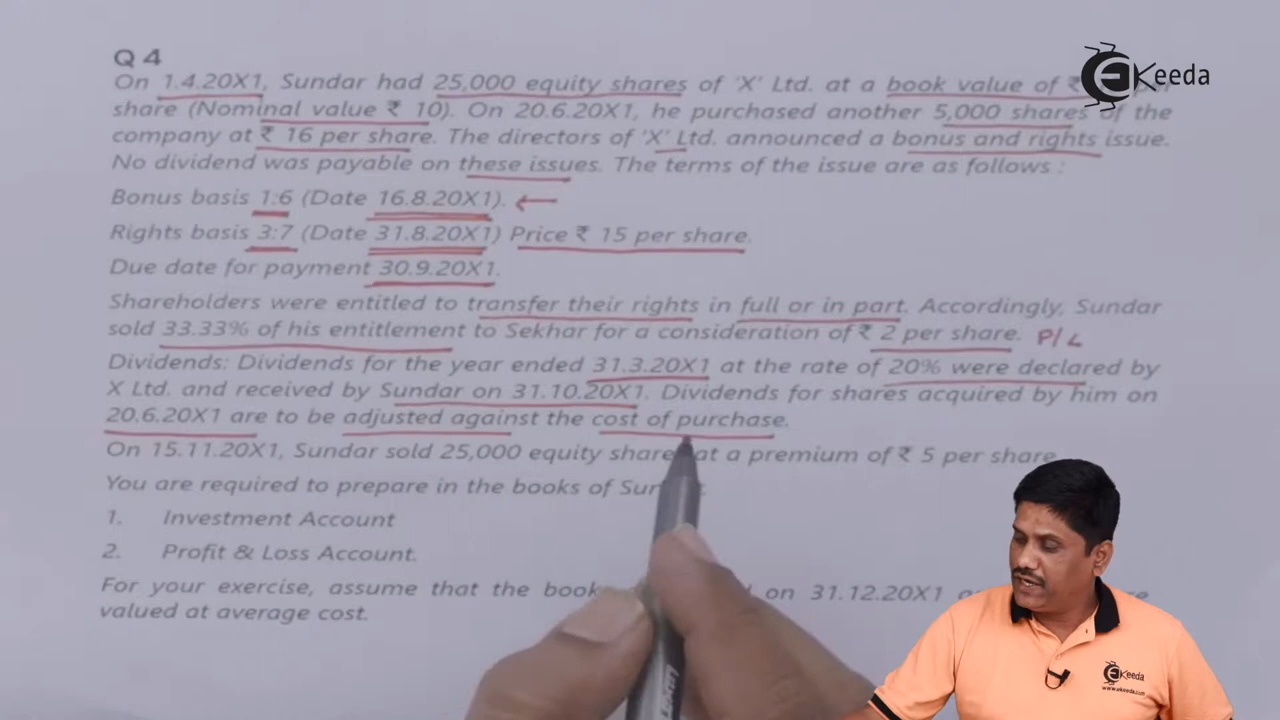 Q 4
On 1.4.20X1, Sundar had 25,000 equity shares of 'X' Ltd. at a book value of ₹
share (Nominal value ₹ 10). On 20.6.20X1, he purchased another 5,000 shares of the
company at ₹ 16 per share. The directors of 'X' Ltd. announced a bonus and rights issue.
No dividend was payable on these issues. The terms of the issue are as follows :
Bonus basis 1:6 (Date 16.8.20X1). ←
Rights basis 3:7 (Date 31.8.20X1) Price ₹ 15 per share.
Due date for payment 30.9.20X1.
Shareholders were entitled to transfer their rights in full or in part. Accordingly, Sundar
sold 33.33% of his entitlement to Sekhar for a consideration of ₹ 2 per share. P/L
Dividends: Dividends for the year ended 31.3.20X1 at the rate of 20% were declared by
X Ltd. and received by Sundar on 31.10.20X1. Dividends for shares acquired by him on
20.6.20X1 are to be adjusted against the cost of purchase.
On 15.11.20X1, Sundar sold 25,000 equity share at a premium of ₹ 5 per share
You are required to prepare in the books of
1. Investment Account
2. Profit & Loss Account.
For your exercise, assume that the book on 31.12.20X1
valued at average cost.
eKeeda
eKeeda
www.ekeeda.com